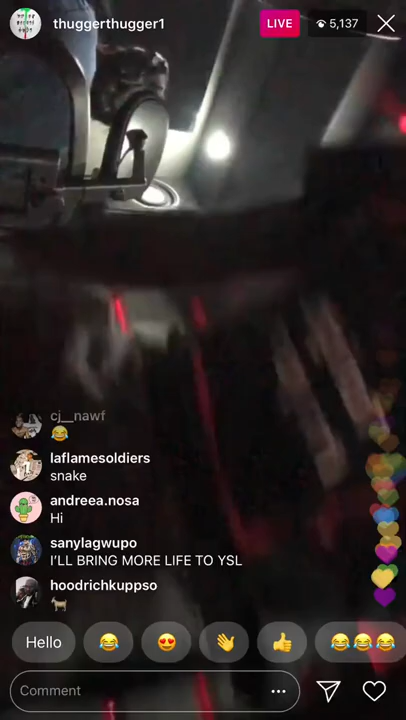 thuggerthugger1
LIVE
5,137
cj__nawf
😂
laflamesoldiers
snake
andreea.nosa
Hi
sanylagwupo
I'LL BRING MORE LIFE TO YSL
hoodrichkuppso
🐐
Hello 😂 😍 👋 👍 😂😂😂
Comment